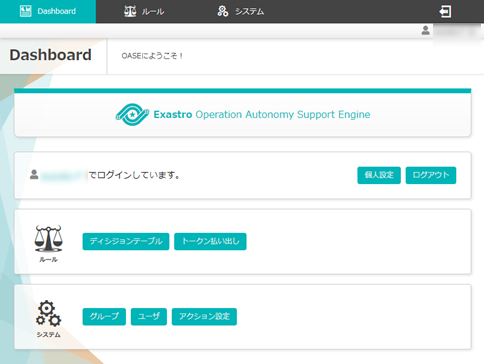 Dashboard ルール システム
Dashboard OASEにようこそ！
Exastro Operation Autonomy Support Engine
でログインしています。 個人設定 ログアウト
ディシジョンテーブル トークン払い出し
ルール
グループ ユーザ アクション設定
システム